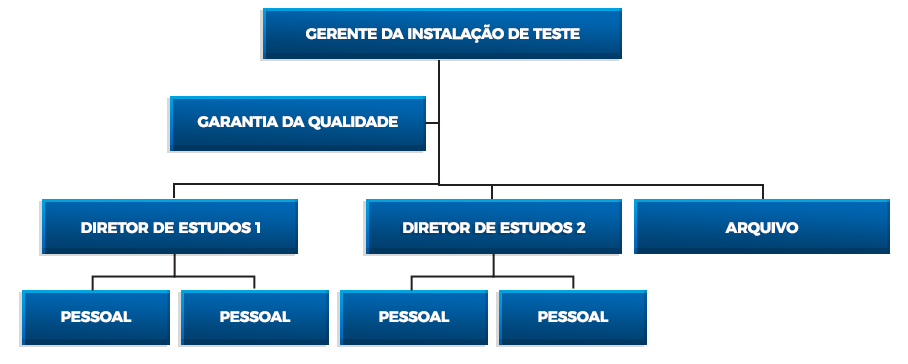 GERENTE DA INSTALAÇÃO DE TESTE
GARANTIA DA QUALIDADE
DIRETOR DE ESTUDOS 1
DIRETOR DE ESTUDOS 2
ARQUIVO
PESSOAL
PESSOAL
PESSOAL
PESSOAL